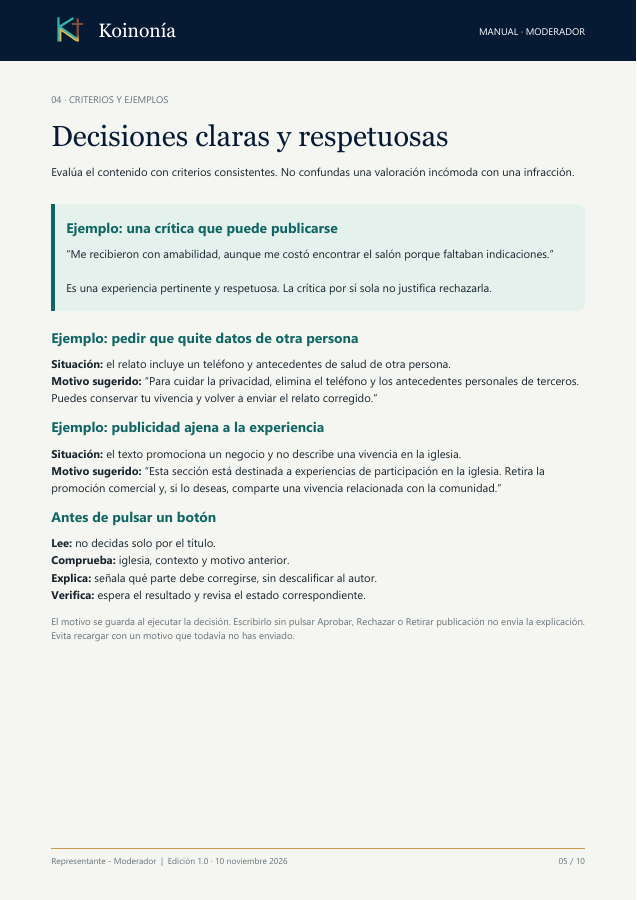 Koinonía
MANUAL · MODERADOR
04 · CRITERIOS Y EJEMPLOS
Decisiones claras y respetuosas
Evalúa el contenido con criterios consistentes. No confundas una valoración incómoda con una infracción.
Ejemplo: una crítica que puede publicarse
“Me recibieron con amabilidad, aunque me costó encontrar el salón porque faltaban indicaciones.”
Es una experiencia pertinente y respetuosa. La crítica por sí sola no justifica rechazarla.
Ejemplo: pedir que quite datos de otra persona
Situación: el relato incluye un teléfono y antecedentes de salud de otra persona.
Motivo sugerido: “Para cuidar la privacidad, elimina el teléfono y los antecedentes personales de terceros.
Puedes conservar tu vivencia y volver a enviar el relato corregido.”
Ejemplo: publicidad ajena a la experiencia
Situación: el texto promociona un negocio y no describe una vivencia en la iglesia.
Motivo sugerido: “Esta sección está destinada a experiencias de participación en la iglesia. Retira la
promoción comercial y, si lo deseas, comparte una vivencia relacionada con la comunidad.”
Antes de pulsar un botón
Lee: no decidas solo por el título.
Comprueba: iglesia, contexto y motivo anterior.
Explica: señala qué parte debe corregirse, sin descalificar al autor.
Verifica: espera el resultado y revisa el estado correspondiente.
El motivo se guarda al ejecutar la decisión. Escribirlo sin pulsar Aprobar, Rechazar o Retirar publicación no envía la explicación.
Evita recargar con un motivo que todavía no has enviado.
Representante - Moderador | Edición 1.0 · 10 noviembre 2026
05 / 10